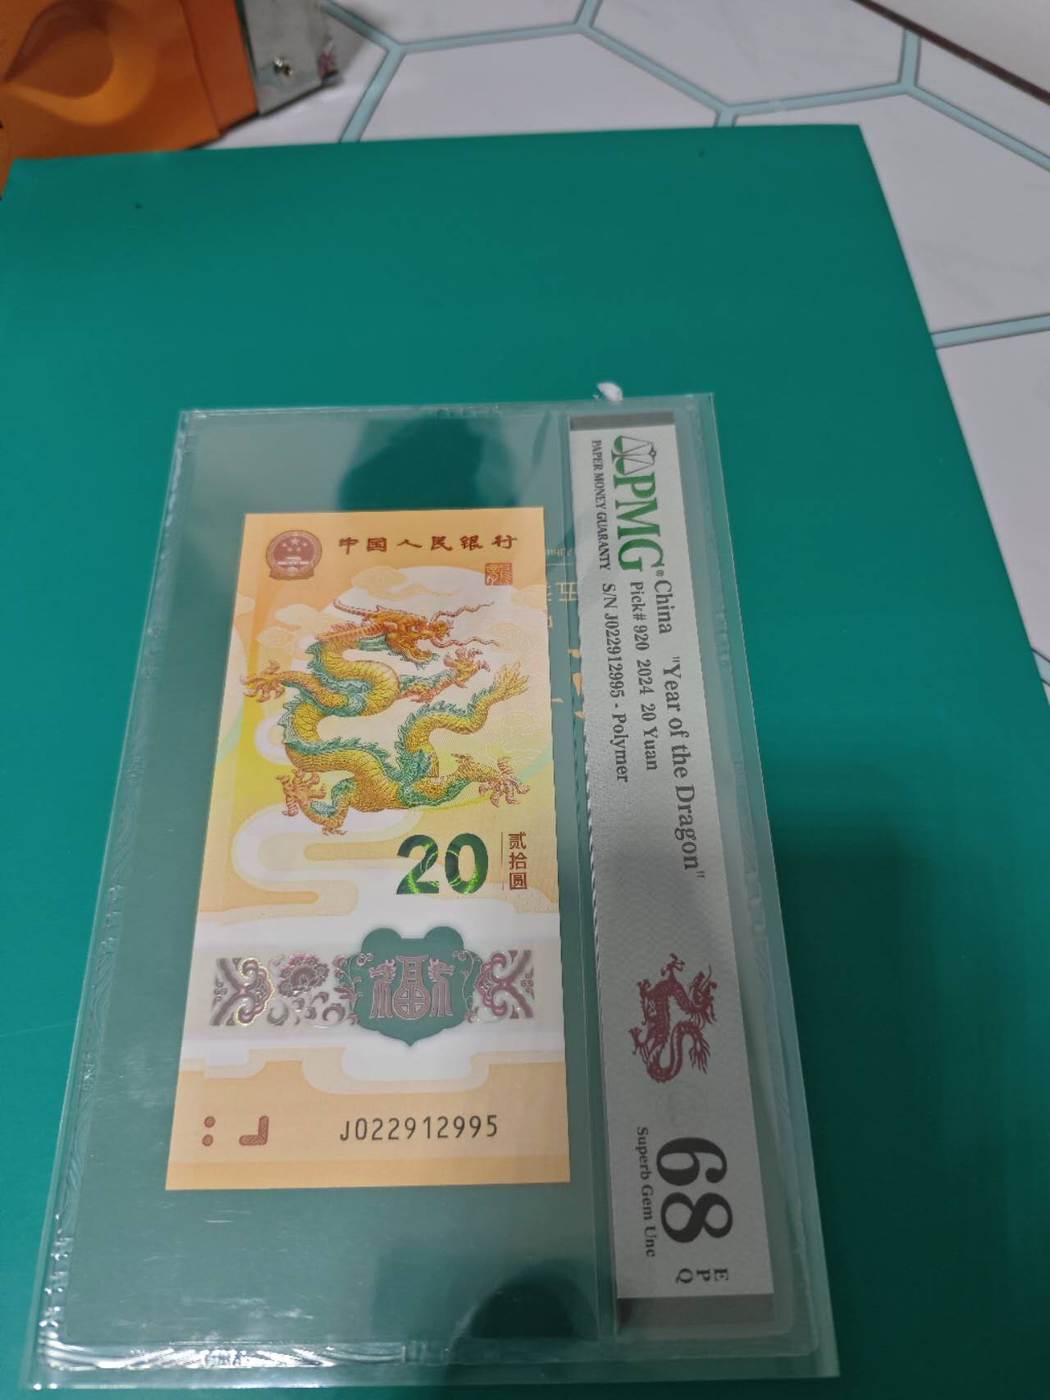 中国人民银行
20
贰拾圆
福
J022912995
PMG
PAPER MONEY GUARANTY
China "Year of the Dragon"
Pick# 920 2024 20 Yuan
S/N J022912995 - Polymer
68
EPQ
Superb Gem Unc